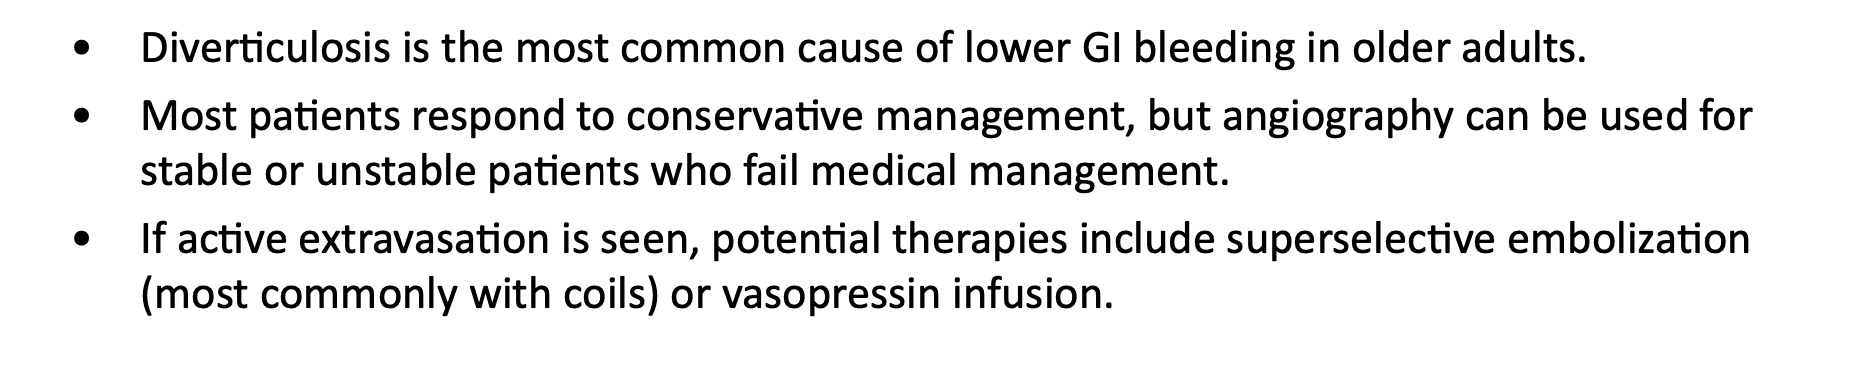 • Diverticulosis is the most common cause of lower GI bleeding in older adults.
• Most patients respond to conservative management, but angiography can be used for
stable or unstable patients who fail medical management.
• If active extravasation is seen, potential therapies include superselective embolization
(most commonly with coils) or vasopressin infusion.